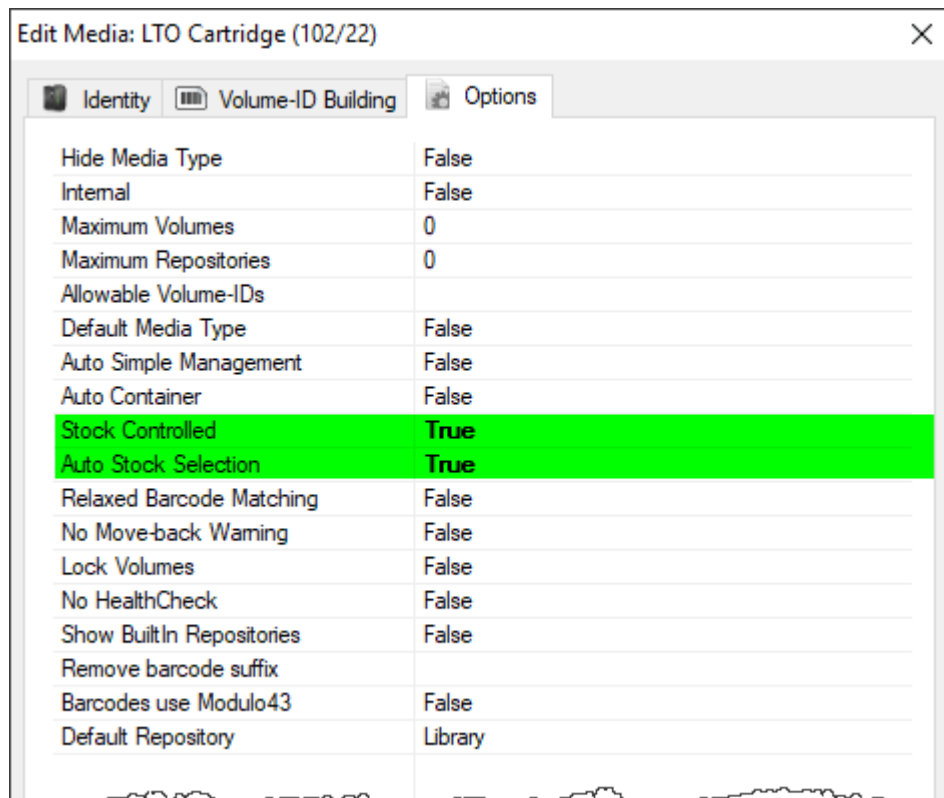 Edit Media: LTO Cartridge (102/22)
Identity Volume-ID Building Options
Hide Media Type False
Internal False
Maximum Volumes 0
Maximum Repositories 0
Allowable Volume-IDs
Default Media Type False
Auto Simple Management False
Auto Container False
Stock Controlled True
Auto Stock Selection True
Relaxed Barcode Matching False
No Move-back Warning False
Lock Volumes False
No HealthCheck False
Show BuiltIn Repositories False
Remove barcode suffix
Barcodes use Modulo43 False
Default Repository Library